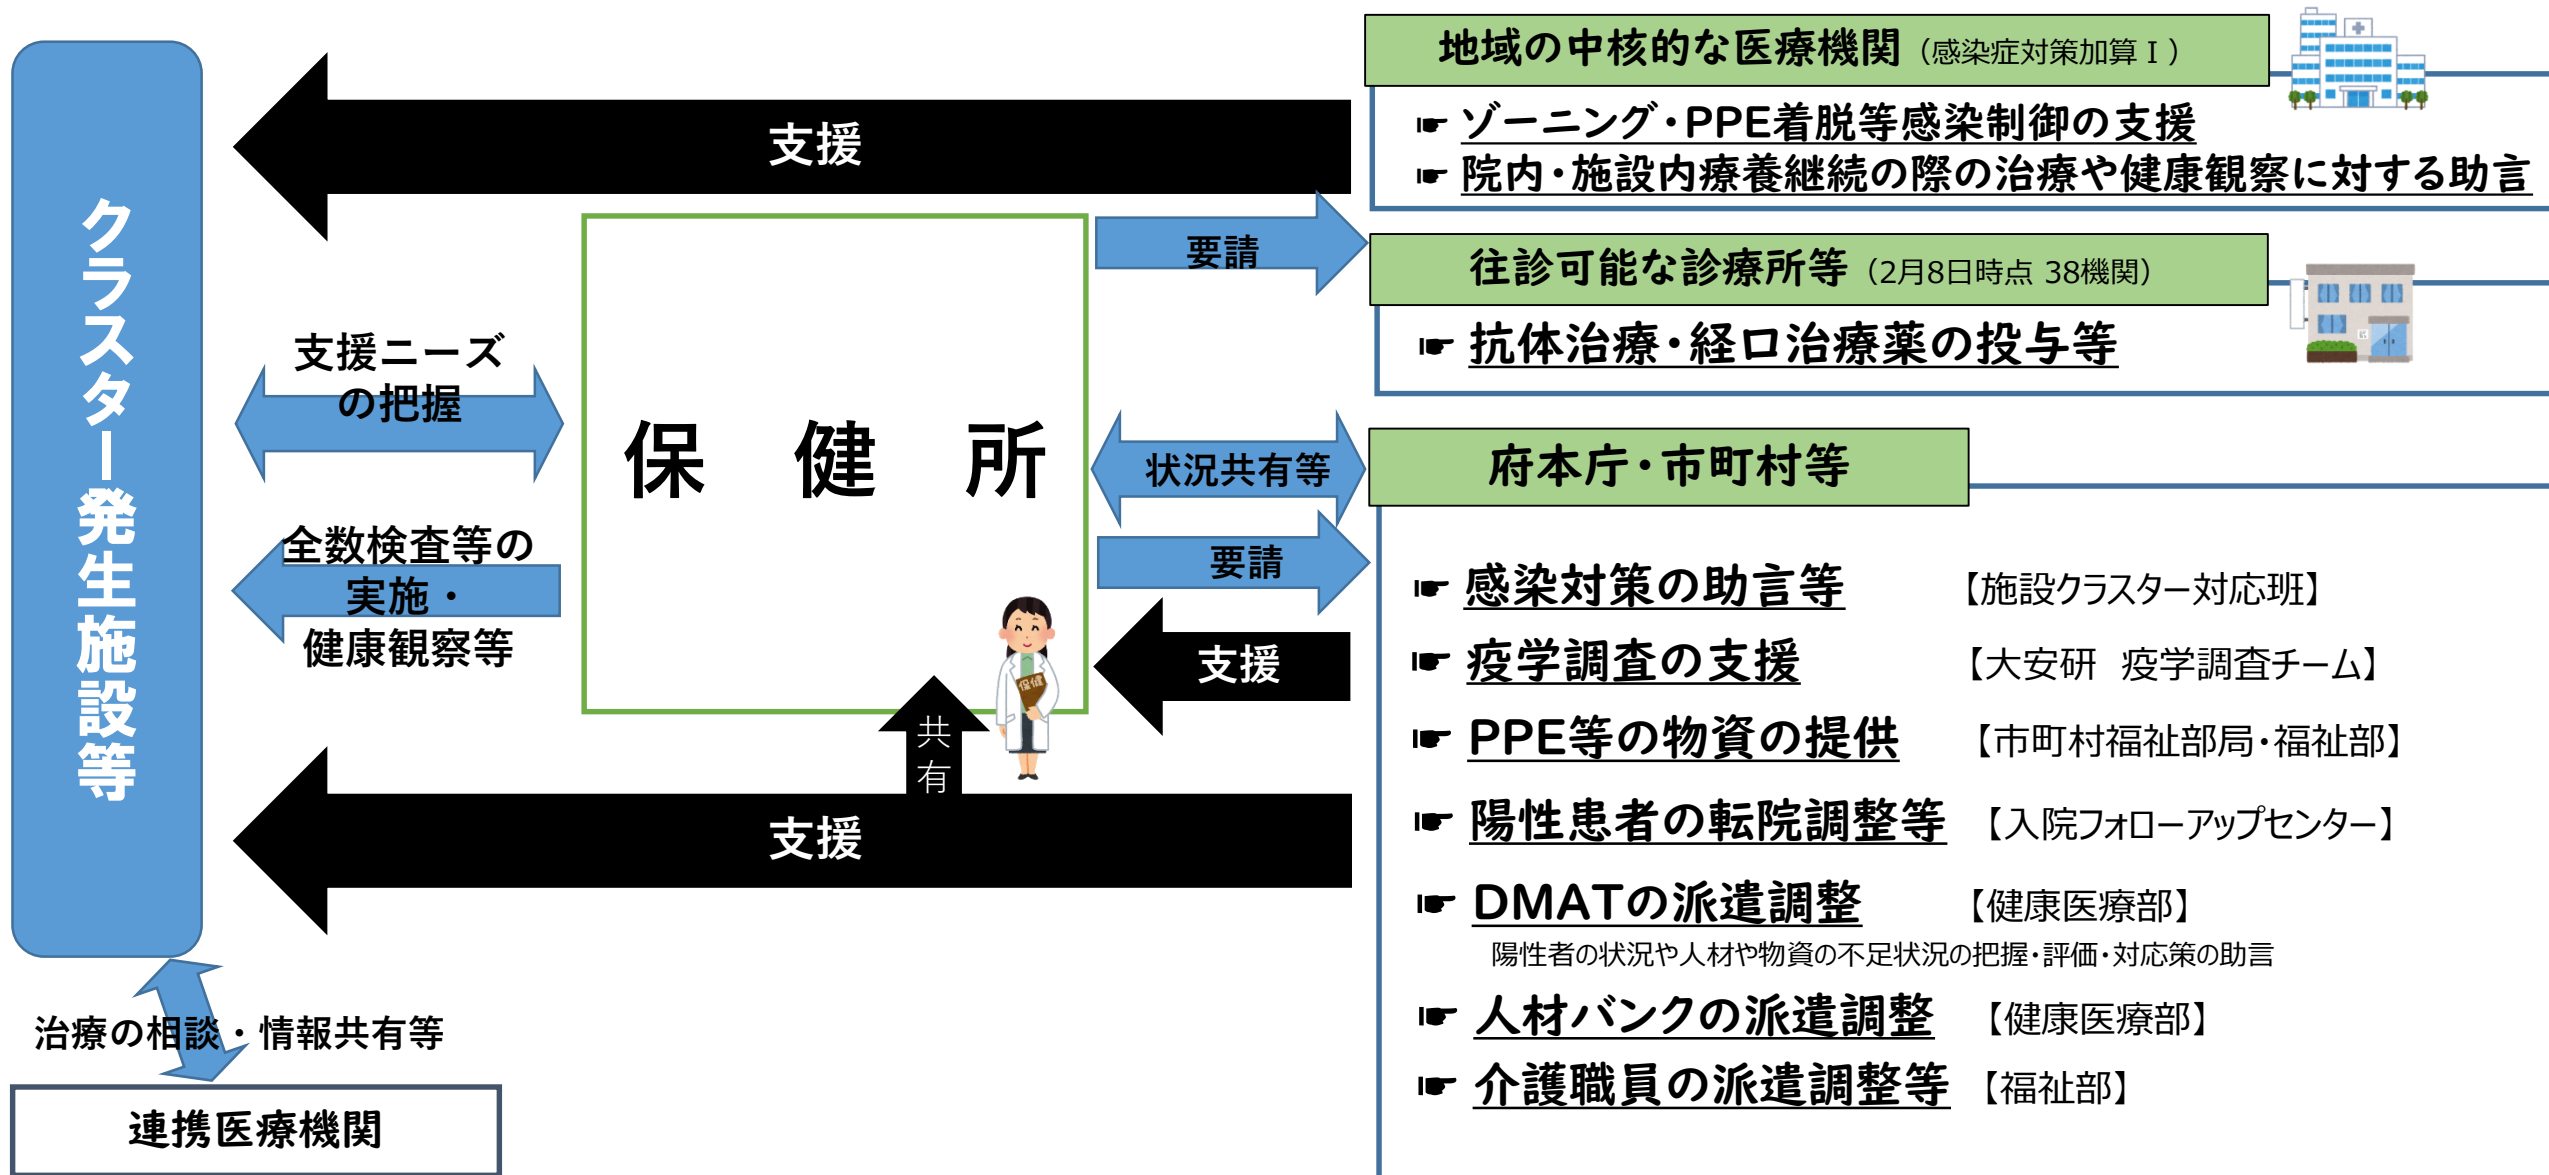 地域の中核的な医療機関（感染症対策加算Ⅰ）
☛ ゾーニング・PPE着脱等感染制御の支援
☛ 院内・施設内療養継続の際の治療や健康観察に対する助言
支援
要請
往診可能な診療所等（2月8日時点 38機関）
☛ 抗体治療・経口治療薬の投与等
クラスター発生施設等
支援ニーズ
の把握
保　健　所
状況共有等
府本庁・市町村等
全数検査等の
実施・
健康観察等
要請
支援
保健
共有
支援
☛ 感染対策の助言等　【施設クラスター対応班】
☛ 疫学調査の支援　【大安研　疫学調査チーム】
☛ PPE等の物資の提供　【市町村福祉部局・福祉部】
☛ 陽性患者の転院調整等　【入院フォローアップセンター】
☛ DMATの派遣調整　【健康医療部】
陽性者の状況や人材や物資の不足状況の把握・評価・対応策の助言
☛ 人材バンクの派遣調整　【健康医療部】
☛ 介護職員の派遣調整等　【福祉部】
治療の相談・情報共有等
連携医療機関